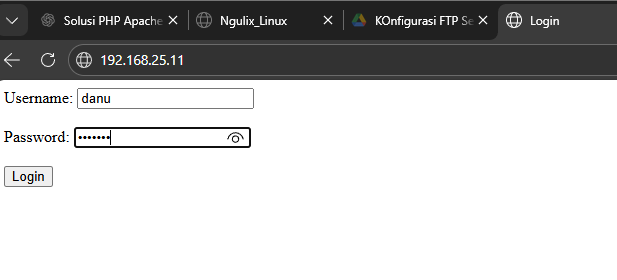 Solusi PHP Apache
Ngulix_Linux
KOnfigurasi FTP Se
Login
192.168.25.11
Username: danu
Password: •••••••
Login